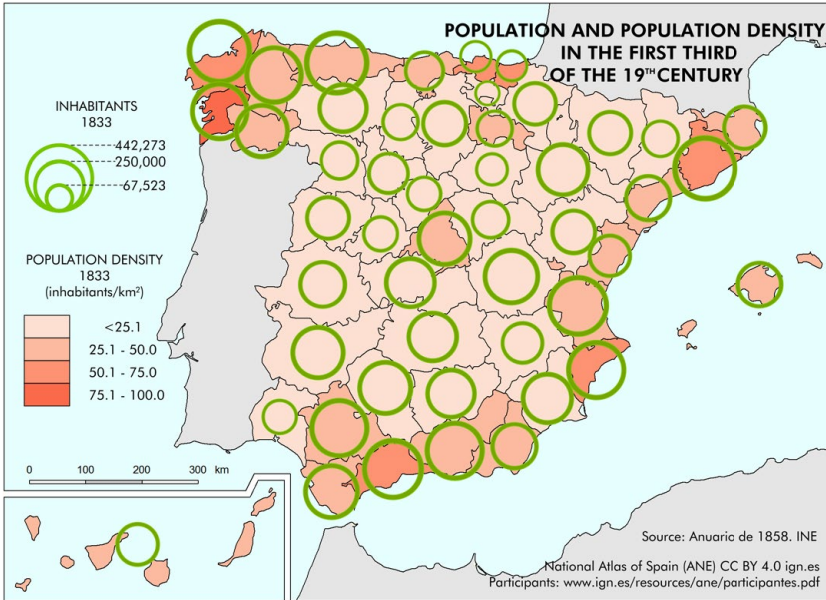 POPULATION AND POPULATION DENSITY
IN THE FIRST THIRD
OF THE 19TH CENTURY
INHABITANTS
1833
442,273
250,000
67,523
POPULATION DENSITY
1833
(inhabitants/km²)
<25.1
25.1 - 50.0
50.1 - 75.0
75.1 - 100.0
0 100 200 300 km
Source: Anuario de 1858. INE
National Atlas of Spain (ANE) CC BY 4.0 ign.es
Participants: www.ign.es/resources/ane/participantes.pdf